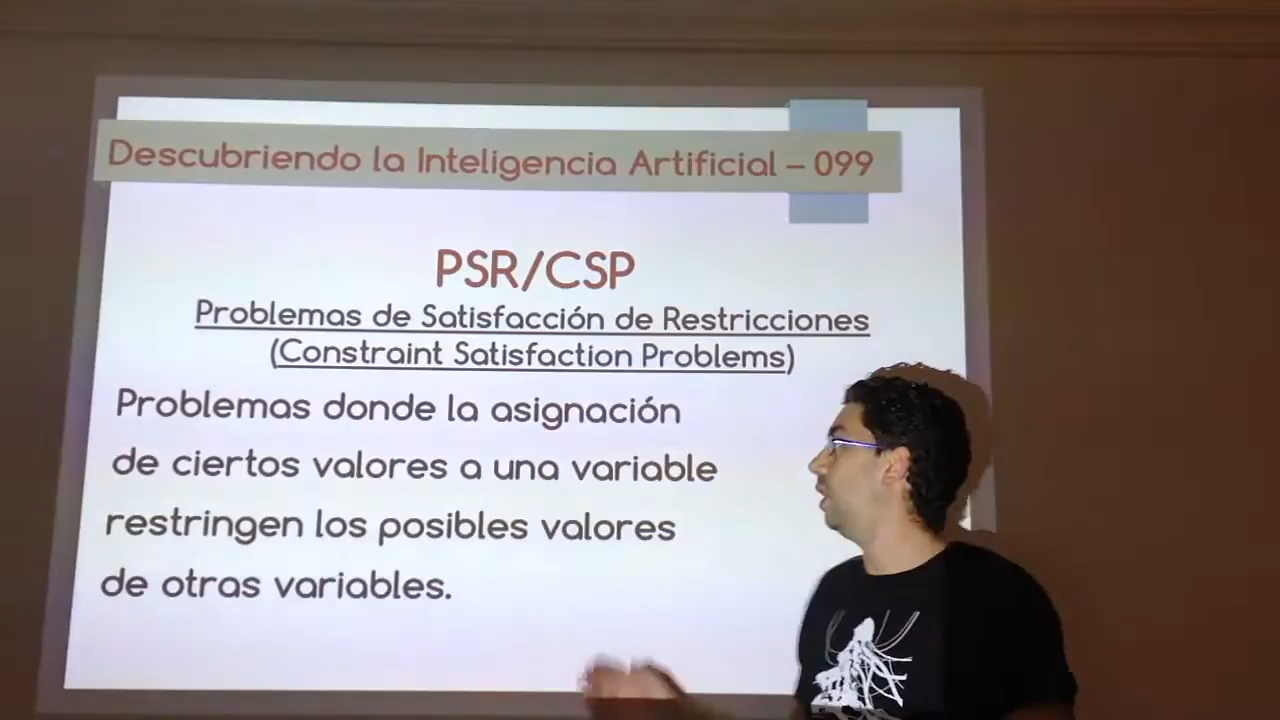 Descubriendo la Inteligencia Artificial – 099
PSR/CSP
Problemas de Satisfacción de Restricciones
(Constraint Satisfaction Problems)
Problemas donde la asignación
de ciertos valores a una variable
restringen los posibles valores
de otras variables.